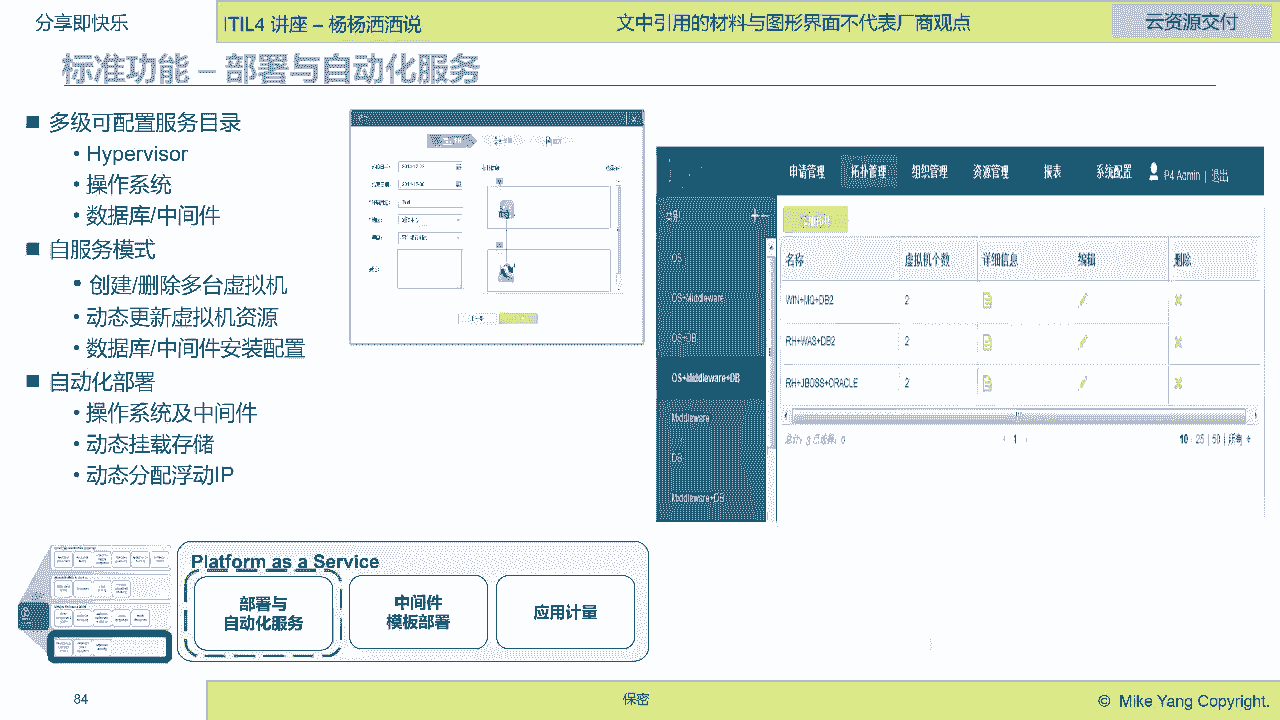 分享即快乐
ITIL4 讲座 – 杨杨洒洒说
文中引用的材料与图形界面不代表厂商观点
云资源交付
标准功能 – 部署与自动化服务
■ 多级可配置服务目录
• Hypervisor
• 操作系统
• 数据库/中间件
■ 自服务模式
• 创建/删除多台虚拟机
• 动态更新虚拟机资源
• 数据库/中间件安装配置
■ 自动化部署
• 操作系统及中间件
• 动态挂载存储
• 动态分配浮动IP
申请管理 拓扑管理 组织管理 资源管理 报表 系统配置 P4 Admin | 退出
OS
OS+Middleware
OS+DB
OS+Middleware+DB
Middleware
DB
Middleware+DB
名称 虚拟机个数 详细信息 编辑 删除
WIN+MQ+DB2 2
RH+WAS+DB2 2
RH+JBOSS+ORACLE 2
1
10 25 | 50 |
Platform as a Service
部署与
自动化服务
中间件
模板部署
应用计量
84
保密
© Mike Yang Copyright.